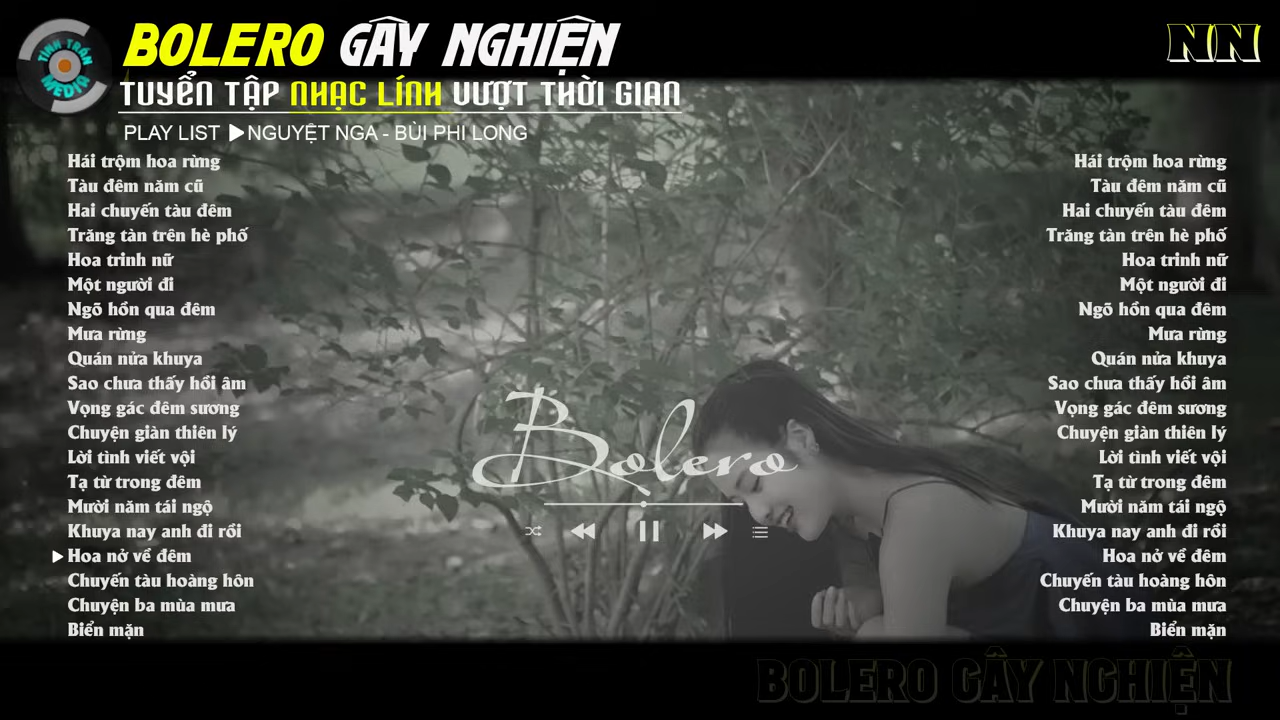 TÌNH TRẦN
MEDIA
BOLERO GÂY NGHIỆN
NN
TUYỂN TẬP NHẠC LÍNH VƯỢT THỜI GIAN
PLAY LIST NGUYỆT NGA - BÙI PHI LONG
Hái trộm hoa rừng
Tàu đêm năm cũ
Hai chuyến tàu đêm
Trăng tàn trên hè phố
Hoa trinh nữ
Một người đi
Ngõ hồn qua đêm
Mưa rừng
Quán nửa khuya
Sao chưa thấy hồi âm
Vọng gác đêm sương
Chuyện giàn thiên lý
Lời tình viết vội
Tạ từ trong đêm
Mười năm tái ngộ
Khuya nay anh đi rồi
Hoa nở về đêm
Chuyến tàu hoàng hôn
Chuyện ba mùa mưa
Biển mặn
Bolero
Hái trộm hoa rừng
Tàu đêm năm cũ
Hai chuyến tàu đêm
Trăng tàn trên hè phố
Hoa trinh nữ
Một người đi
Ngõ hồn qua đêm
Mưa rừng
Quán nửa khuya
Sao chưa thấy hồi âm
Vọng gác đêm sương
Chuyện giàn thiên lý
Lời tình viết vội
Tạ từ trong đêm
Mười năm tái ngộ
Khuya nay anh đi rồi
Hoa nở về đêm
Chuyến tàu hoàng hôn
Chuyện ba mùa mưa
Biển mặn
BOLERO GÂY NGHIỆN